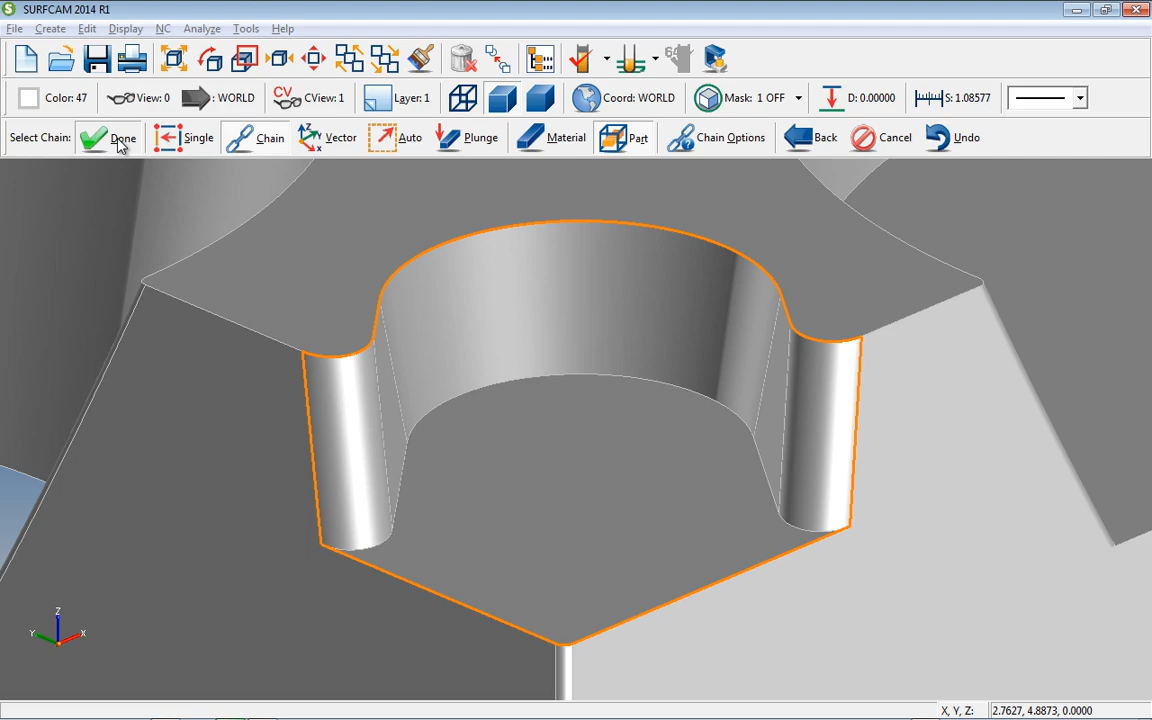 SURFCAM 2014 R1
File Create Edit Display NC Analyze Tools Help
Color: 47 View: 0 : WORLD CV CView: 1 Layer: 1 Coord: WORLD Mask: 1 OFF D: 0.00000 S: 1.08577
Select Chain: Done Single Chain Vector Auto Plunge Material Part Chain Options Back Cancel Undo
Z
Y X
X, Y, Z: 2.7627, 4.8873, 0.0000